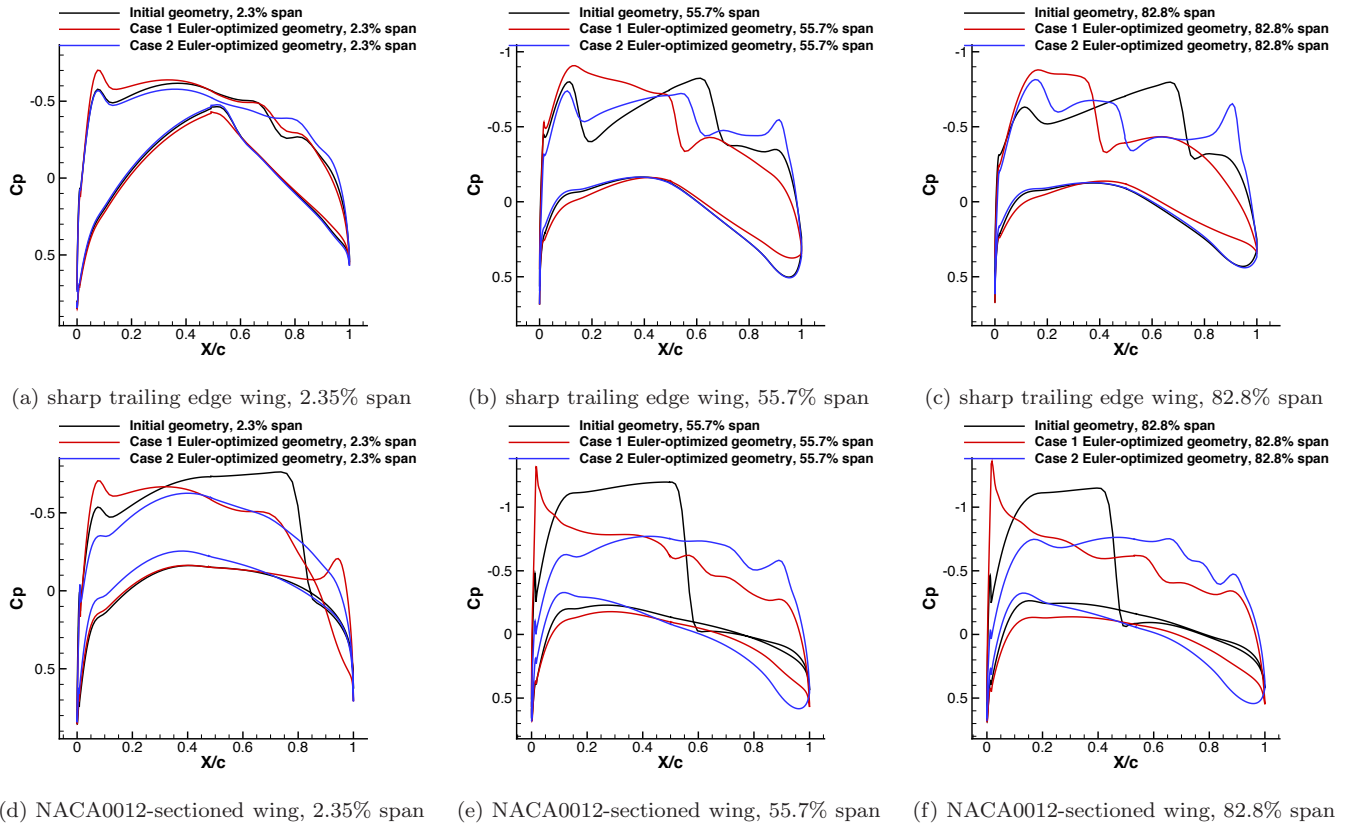 Initial geometry, 2.3% span
Case 1 Euler-optimized geometry, 2.3% span
Case 2 Euler-optimized geometry, 2.3% span
-0.5
0
0.5
Cp
0 0.2 0.4 0.6 0.8 1
X/c
(a) sharp trailing edge wing, 2.35% span
Initial geometry, 55.7% span
Case 1 Euler-optimized geometry, 55.7% span
Case 2 Euler-optimized geometry, 55.7% span
-1
-0.5
0
0.5
Cp
0 0.2 0.4 0.6 0.8 1
X/c
(b) sharp trailing edge wing, 55.7% span
Initial geometry, 82.8% span
Case 1 Euler-optimized geometry, 82.8% span
Case 2 Euler-optimized geometry, 82.8% span
-1
-0.5
0
0.5
Cp
0 0.2 0.4 0.6 0.8 1
X/c
(c) sharp trailing edge wing, 82.8% span
Initial geometry, 2.3% span
Case 1 Euler-optimized geometry, 2.3% span
Case 2 Euler-optimized geometry, 2.3% span
-0.5
0
0.5
Cp
0 0.2 0.4 0.6 0.8 1
X/c
(d) NACA0012-sectioned wing, 2.35% span
Initial geometry, 55.7% span
Case 1 Euler-optimized geometry, 55.7% span
Case 2 Euler-optimized geometry, 55.7% span
-1
-0.5
0
0.5
Cp
0 0.2 0.4 0.6 0.8 1
X/c
(e) NACA0012-sectioned wing, 55.7% span
Initial geometry, 82.8% span
Case 1 Euler-optimized geometry, 82.8% span
Case 2 Euler-optimized geometry, 82.8% span
-1
-0.5
0
0.5
Cp
0 0.2 0.4 0.6 0.8 1
X/c
(f) NACA0012-sectioned wing, 82.8% span